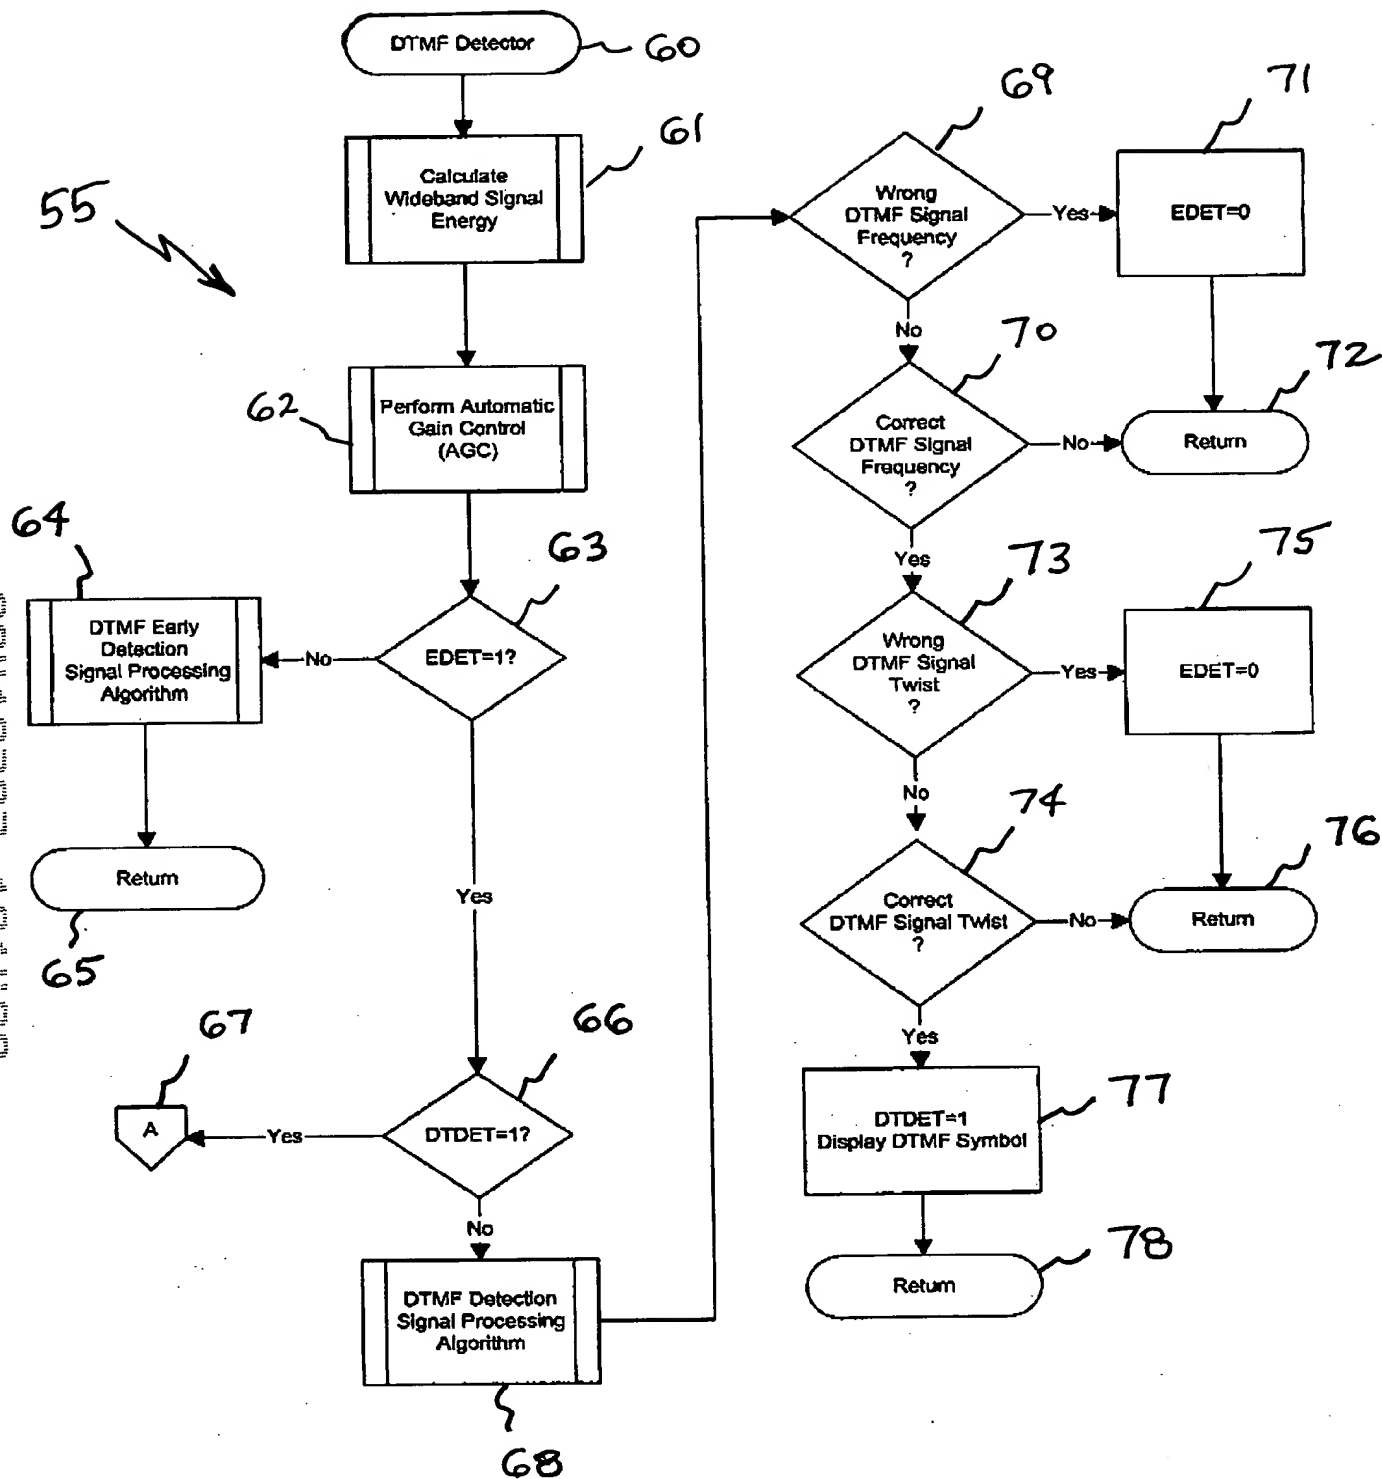 DTMF Detector
60
Calculate
Wideband Signal
Energy
61
55
Perform Automatic
Gain Control
(AGC)
62
EDET=1?
63
No
DTMF Early
Detection
Signal Processing
Algorithm
64
Return
65
Yes
DTDET=1?
66
Yes
A
67
No
DTMF Detection
Signal Processing
Algorithm
68
Wrong
DTMF Signal
Frequency
?
69
Yes
EDET=0
71
No
Correct
DTMF Signal
Frequency
?
70
No
Return
72
Yes
Wrong
DTMF Signal
Twist
?
73
Yes
EDET=0
75
No
Correct
DTMF Signal Twist
?
74
No
Return
76
Yes
DTDET=1
Display DTMF Symbol
77
Return
78